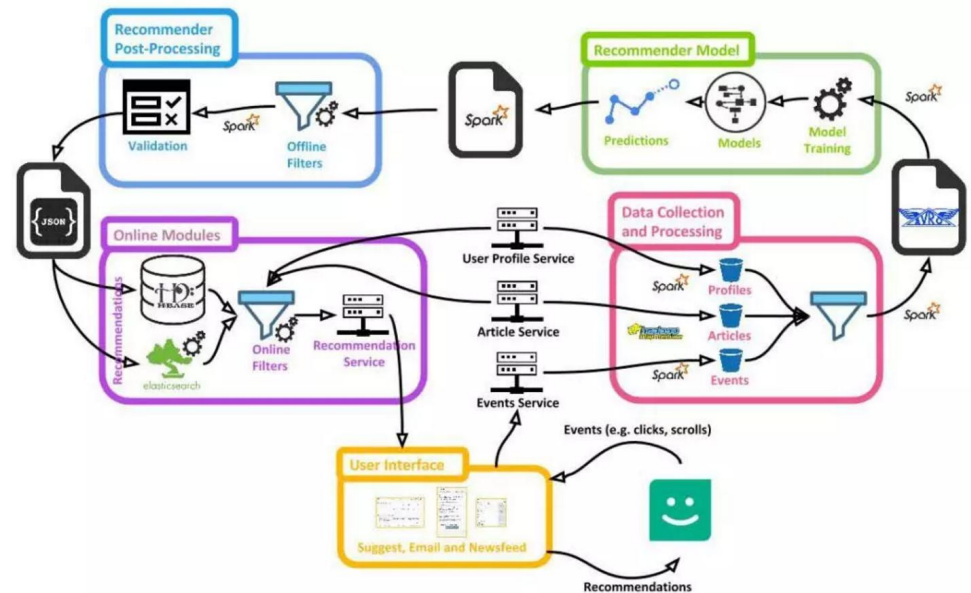 Recommender
Post-Processing
Recommender Model
Spark
Spark
Spark
Validation
Offline
Filters
Predictions
Models
Model
Training
{JSON}
AVRO
Online Modules
Data Collection
and Processing
User Profile Service
Recommendations
HBASE
Spark
Profiles
Spark
Article Service
Articles
Online
Filters
Recommendation
Service
elasticsearch
Spark
Events
Events Service
Events (e.g. clicks, scrolls)
User Interface
Suggest, Email and Newsfeed
Recommendations